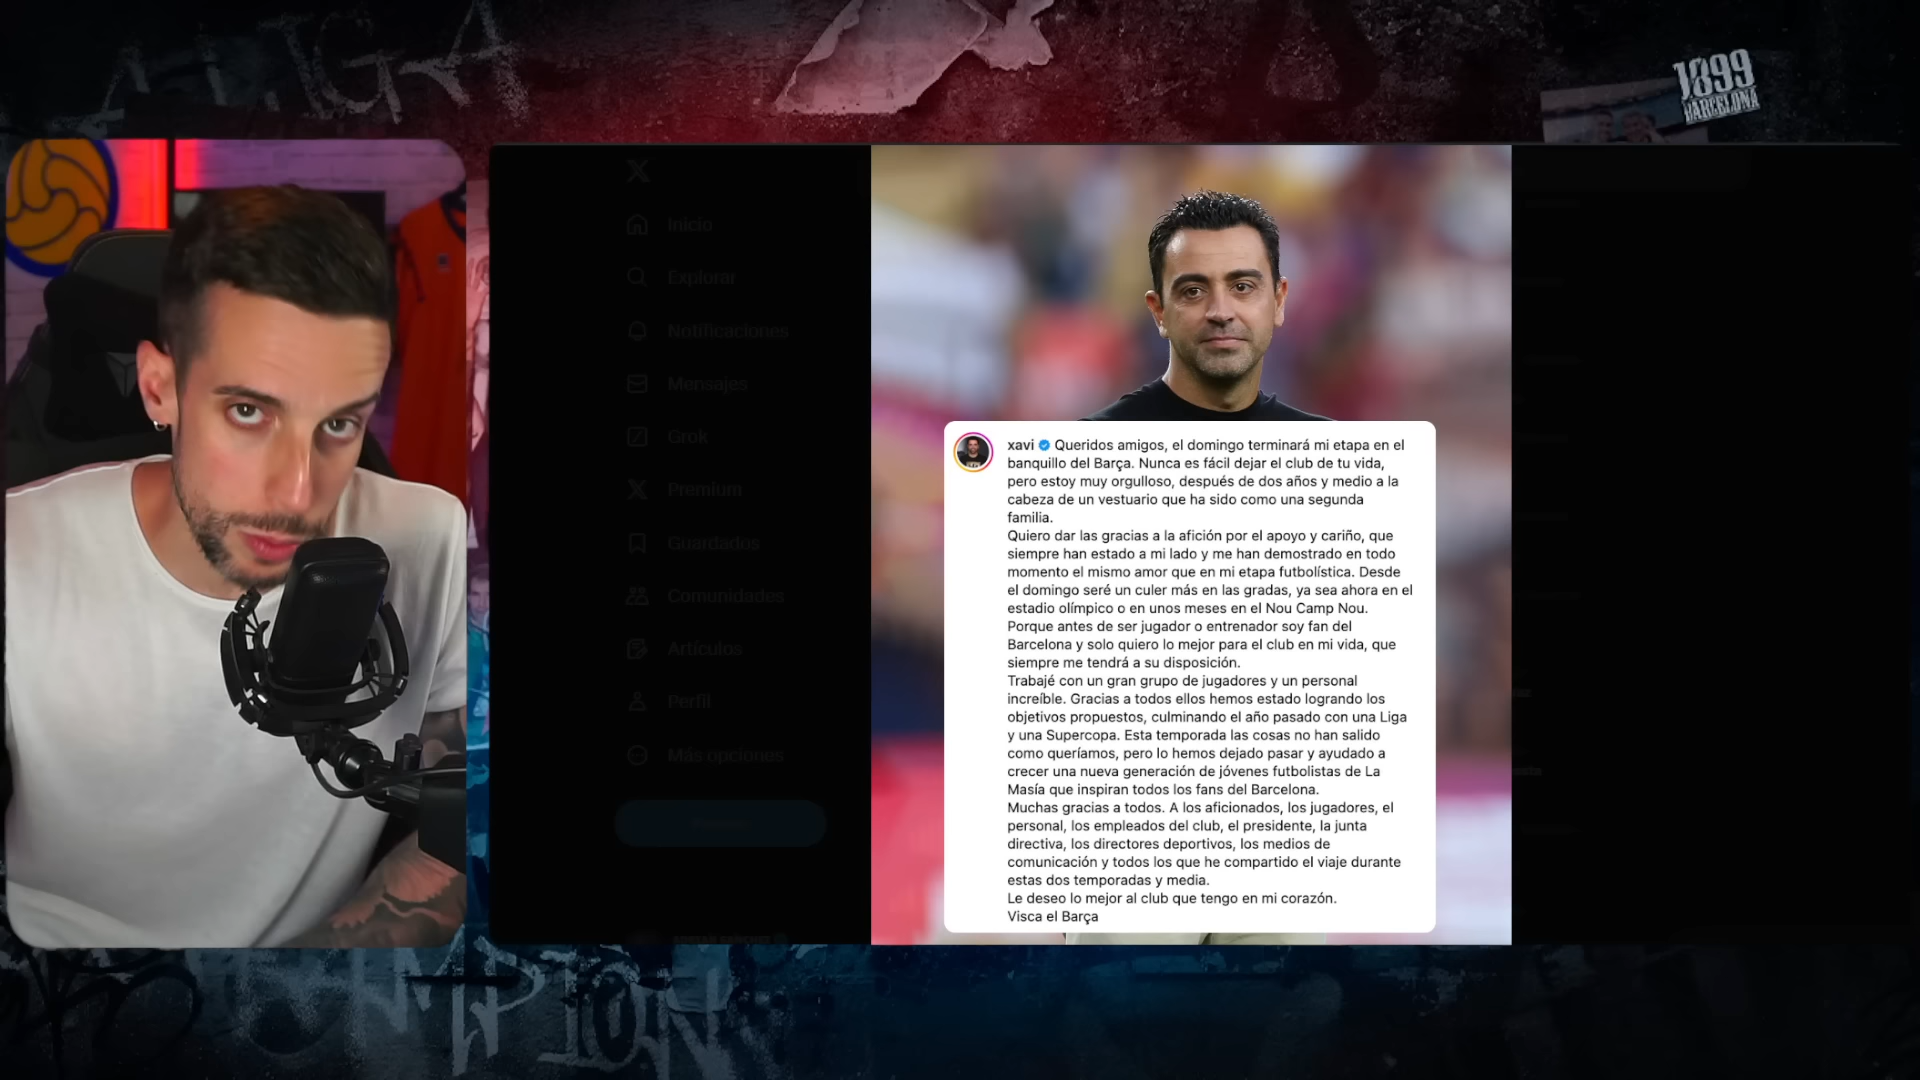 1899
BARCELONA
Inicio
Explorar
Notificaciones
Mensajes
Grok
Premium
Guardados
Comunidades
Artículos
Perfil
Más opciones
xavi Queridos amigos, el domingo terminará mi etapa en el
banquillo del Barça. Nunca es fácil dejar el club de tu vida,
pero estoy muy orgulloso, después de dos años y medio a la
cabeza de un vestuario que ha sido como una segunda
familia.
Quiero dar las gracias a la afición por el apoyo y cariño, que
siempre han estado a mi lado y me han demostrado en todo
momento el mismo amor que en mi etapa futbolística. Desde
el domingo seré un culer más en las gradas, ya sea ahora en el
estadio olímpico o en unos meses en el Nou Camp Nou.
Porque antes de ser jugador o entrenador soy fan del
Barcelona y solo quiero lo mejor para el club en mi vida, que
siempre me tendrá a su disposición.
Trabajé con un gran grupo de jugadores y un personal
increíble. Gracias a todos ellos hemos estado logrando los
objetivos propuestos, culminando el año pasado con una Liga
y una Supercopa. Esta temporada las cosas no han salido
como queríamos, pero lo hemos dejado pasar y ayudado a
crecer una nueva generación de jóvenes futbolistas de La
Masía que inspiran todos los fans del Barcelona.
Muchas gracias a todos. A los aficionados, los jugadores, el
personal, los empleados del club, el presidente, la junta
directiva, los directores deportivos, los medios de
comunicación y todos los que he compartido el viaje durante
estas dos temporadas y media.
Le deseo lo mejor al club que tengo en mi corazón.
Visca el Barça